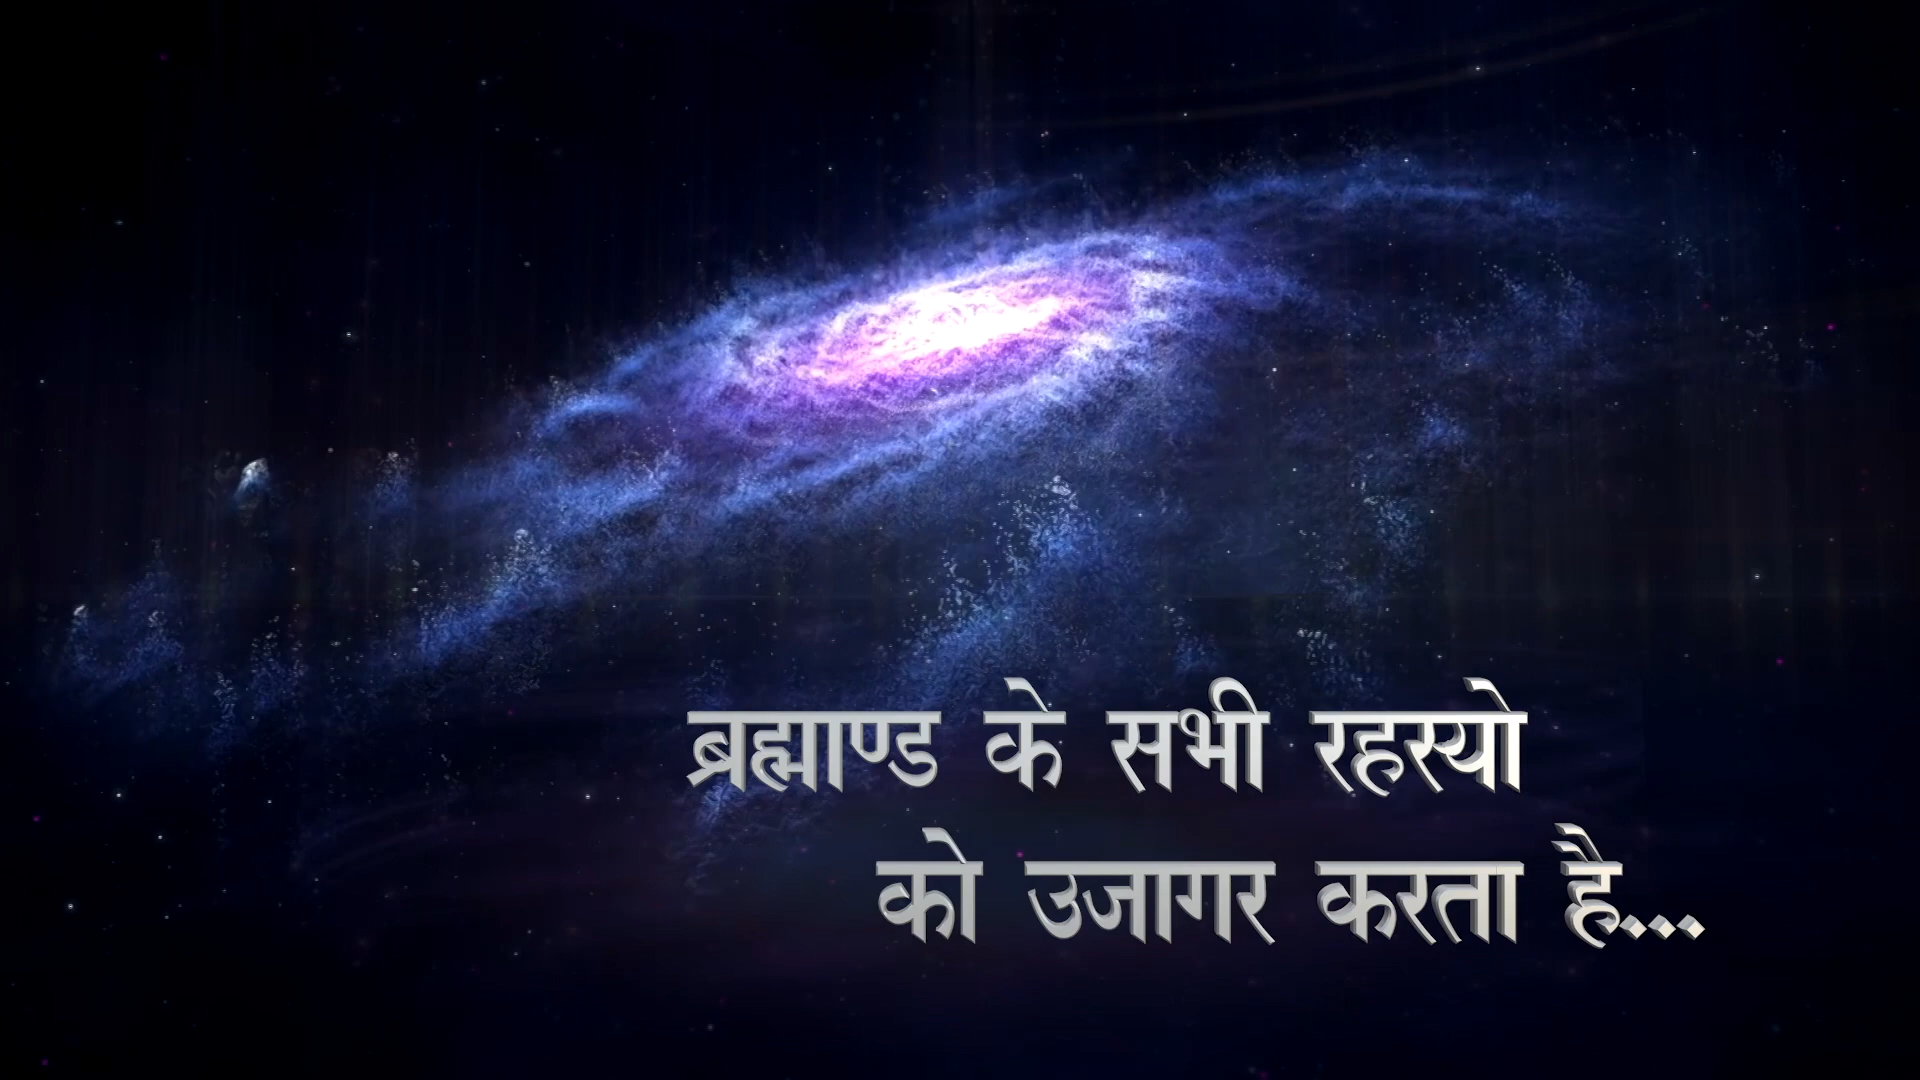 ब्रह्माण्ड के सभी रहस्यो
को उजागर करता है...